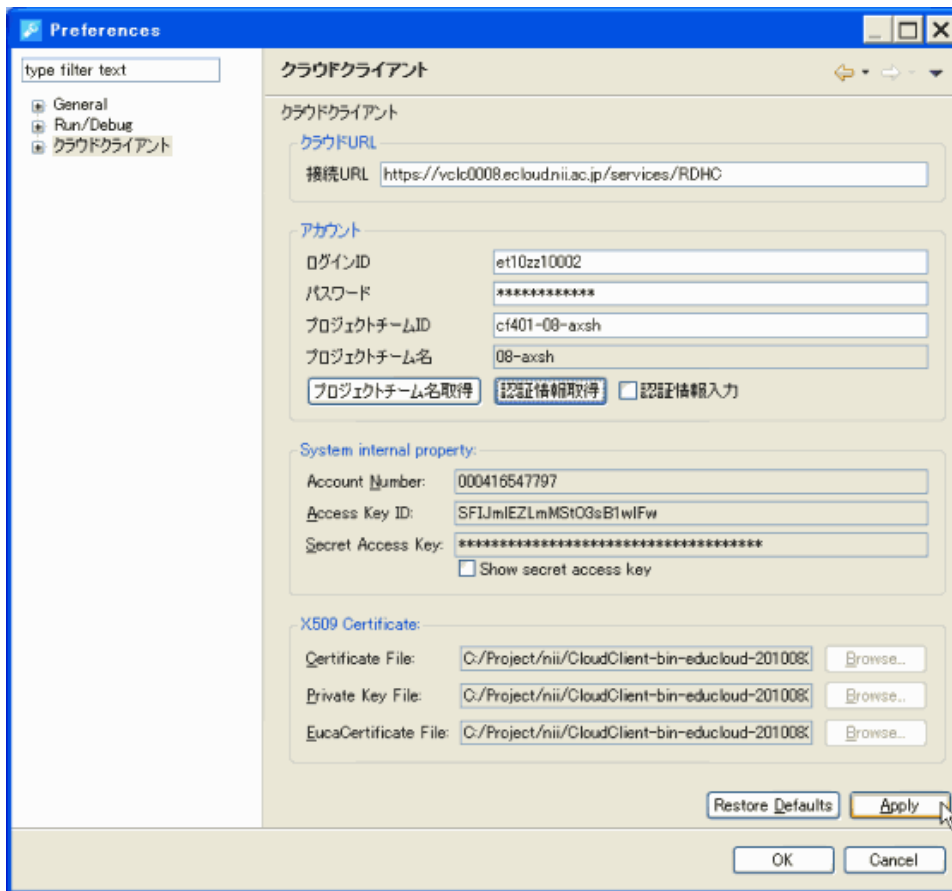 Preferences
type filter text
General
Run/Debug
クラウドクライアント
クラウドクライアント
クラウドクライアント
クラウドURL
接続URL https://vclc0008.ecloud.nii.ac.jp/services/RDHC
アカウント
ログインID et10zz10002
パスワード ************
プロジェクトチームID cf401-08-axsh
プロジェクトチーム名 08-axsh
プロジェクトチーム名取得 認証情報取得 認証情報入力
System internal property:
Account Number: 000416547797
Access Key ID: SFIJmIEZLmMStO3sB1wIFw
Secret Access Key: *************************************
Show secret access key
X509 Certificate:
Certificate File: C:/Project/nii/CloudClient-bin-educloud-201008 Browse...
Private Key File: C:/Project/nii/CloudClient-bin-educloud-201008 Browse...
EucaCertificate File: C:/Project/nii/CloudClient-bin-educloud-201008 Browse...
Restore Defaults Apply
OK Cancel